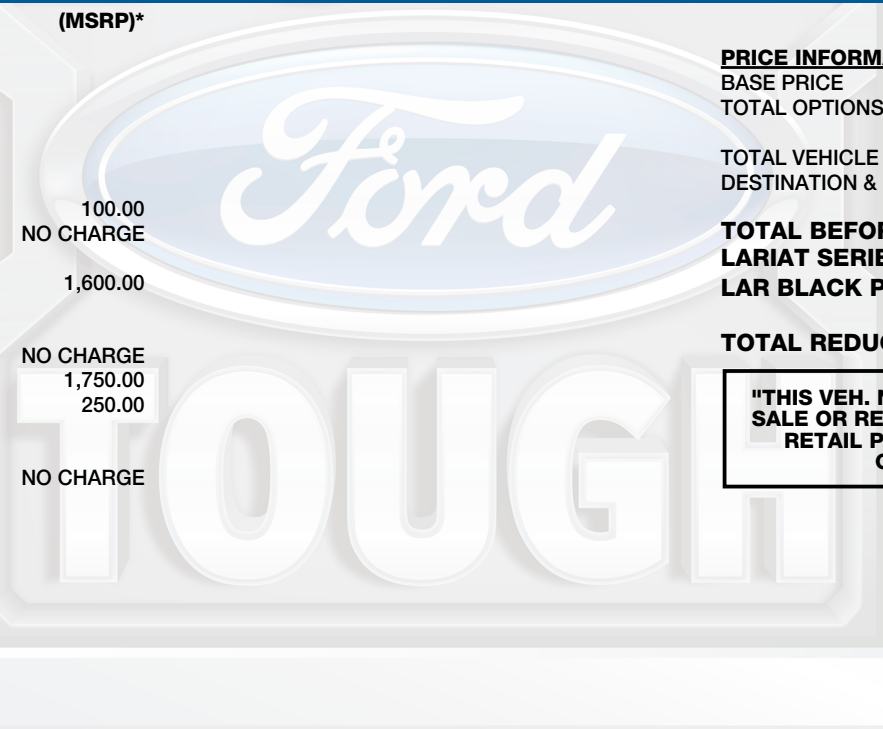 (MSRP)*
100.00
NO CHARGE
1,600.00
NO CHARGE
1,750.00
250.00
NO CHARGE
PRICE INFORMA
BASE PRICE
TOTAL OPTIONS
TOTAL VEHICLE
DESTINATION &
TOTAL BEFOR
LARIAT SERIE
LAR BLACK P
TOTAL REDU
"THIS VEH. N
SALE OR RE
RETAIL P
Ford
TOUGH